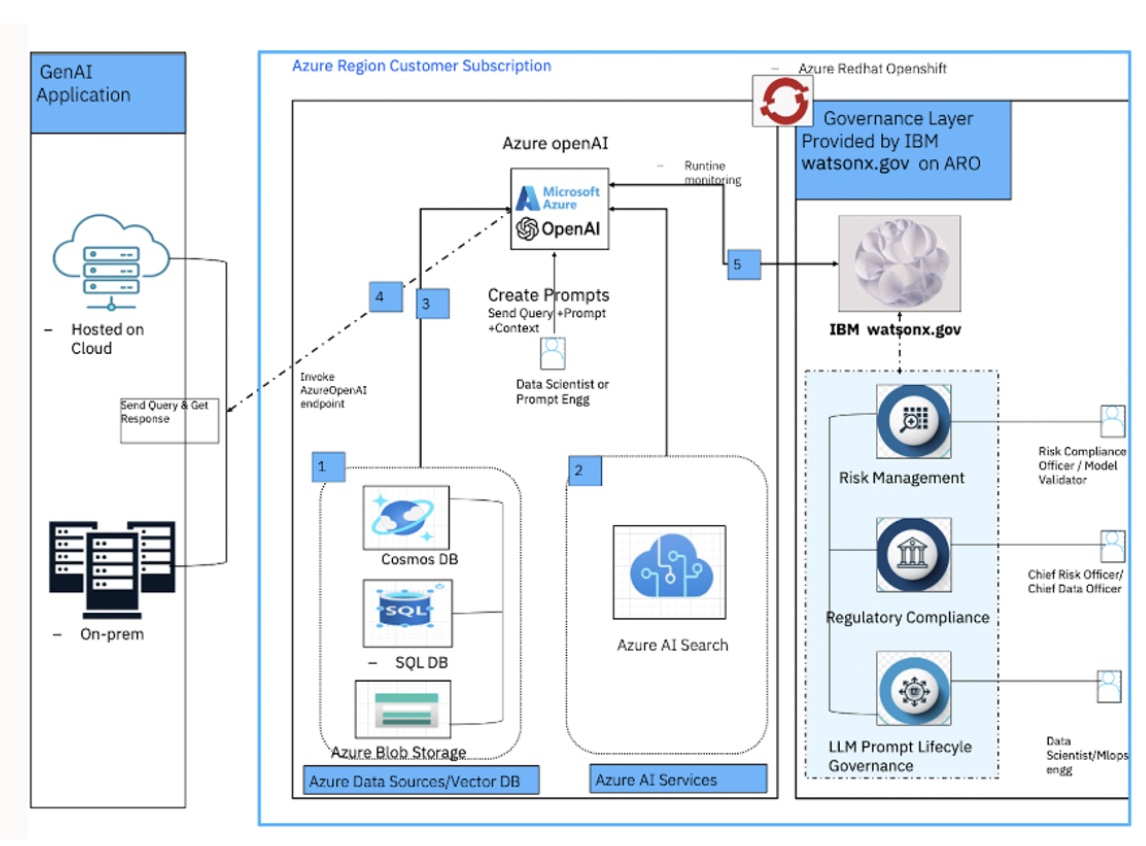 GenAI
Application
Hosted on
Cloud
Send Query & Get
Response
On-prem
Azure Region Customer Subscription
Azure Redhat Openshift
Azure openAI
Microsoft
Azure
OpenAI
Runtime
monitoring
4
3
5
Create Prompts
Send Query +Prompt
+Context
Data Scientist or
Prompt Engg
Invoke
AzureOpenAI
endpoint
1
Cosmos DB
SQL
SQL DB
Azure Blob Storage
Azure Data Sources/Vector DB
2
Azure AI Search
Azure AI Services
Governance Layer
Provided by IBM
watsonx.gov on ARO
IBM watsonx.gov
Risk Management
Regulatory Compliance
LLM Prompt Lifecyle
Governance
Risk Compliance
Officer / Model
Validator
Chief Risk Officer/
Chief Data Officer
Data
Scientist/Mlops
engg